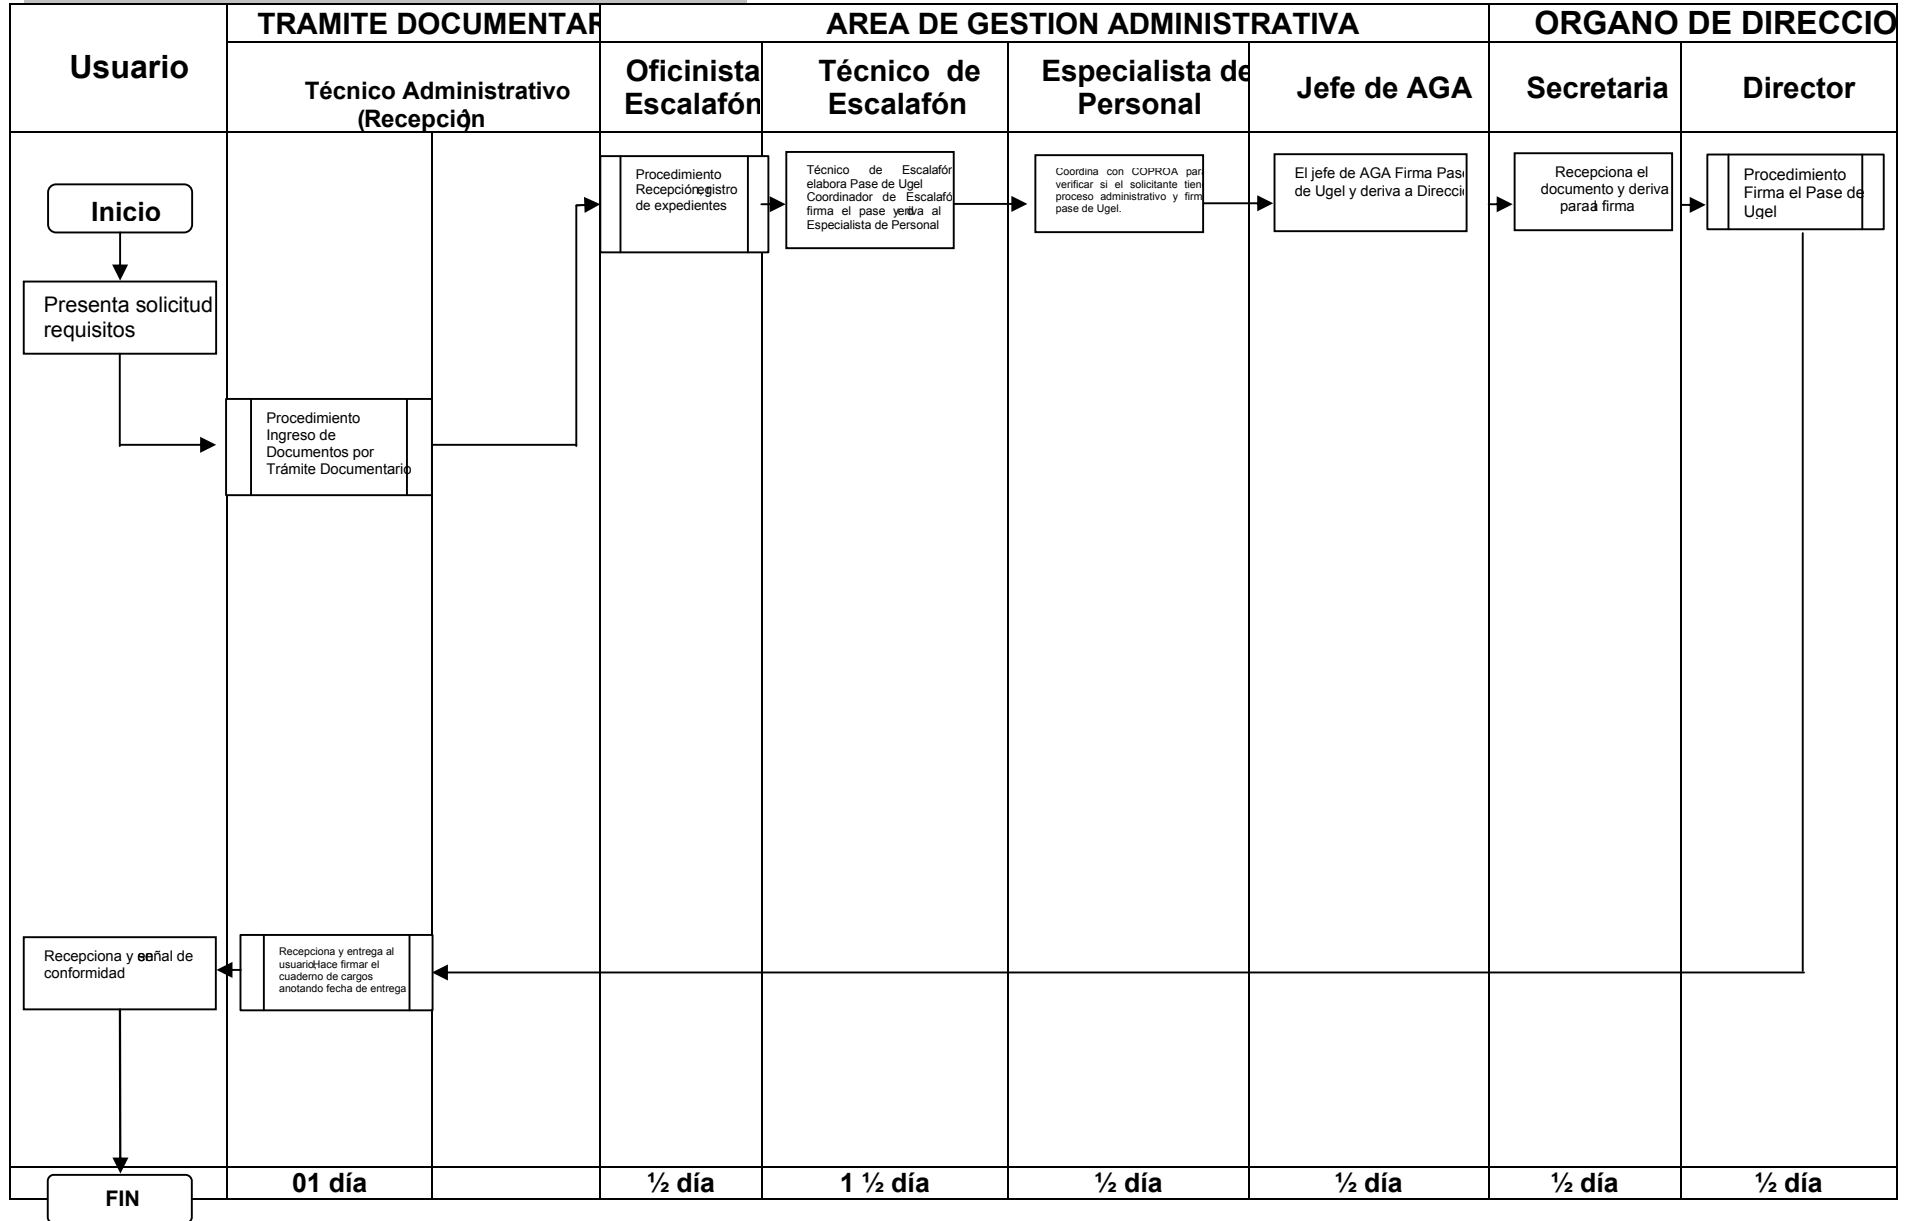 TRAMITE DOCUMENTAR
AREA DE GESTION ADMINISTRATIVA
ORGANO DE DIRECCIO
Usuario
Técnico Administrativo
(Recepción)
Oficinista
Escalafón
Técnico de
Escalafón
Especialista de
Personal
Jefe de AGA
Secretaria
Director
Inicio
Presenta solicitud
requisitos
Procedimiento
Ingreso de
Documentos por
Trámite Documentario
Procedimiento
Recepción, registro
de expedientes
Técnico de Escalafón
elabora Pase de Ugel
Coordinador de Escalafó
firma el pase y deriva al
Especialista de Personal
Coordina con COPROA par
verificar si el solicitante tien
proceso administrativo y firm
pase de Ugel.
El jefe de AGA Firma Pase
de Ugel y deriva a Direcció
Recepciona el
documento y deriva
para la firma
Procedimiento
Firma el Pase de
Ugel
Recepciona y entrega al
usuario, Hace firmar el
cuaderno de cargos
anotando fecha de entrega
Recepciona y señal de
conformidad
FIN
01 día
½ día
1 ½ día
½ día
½ día
½ día
½ día